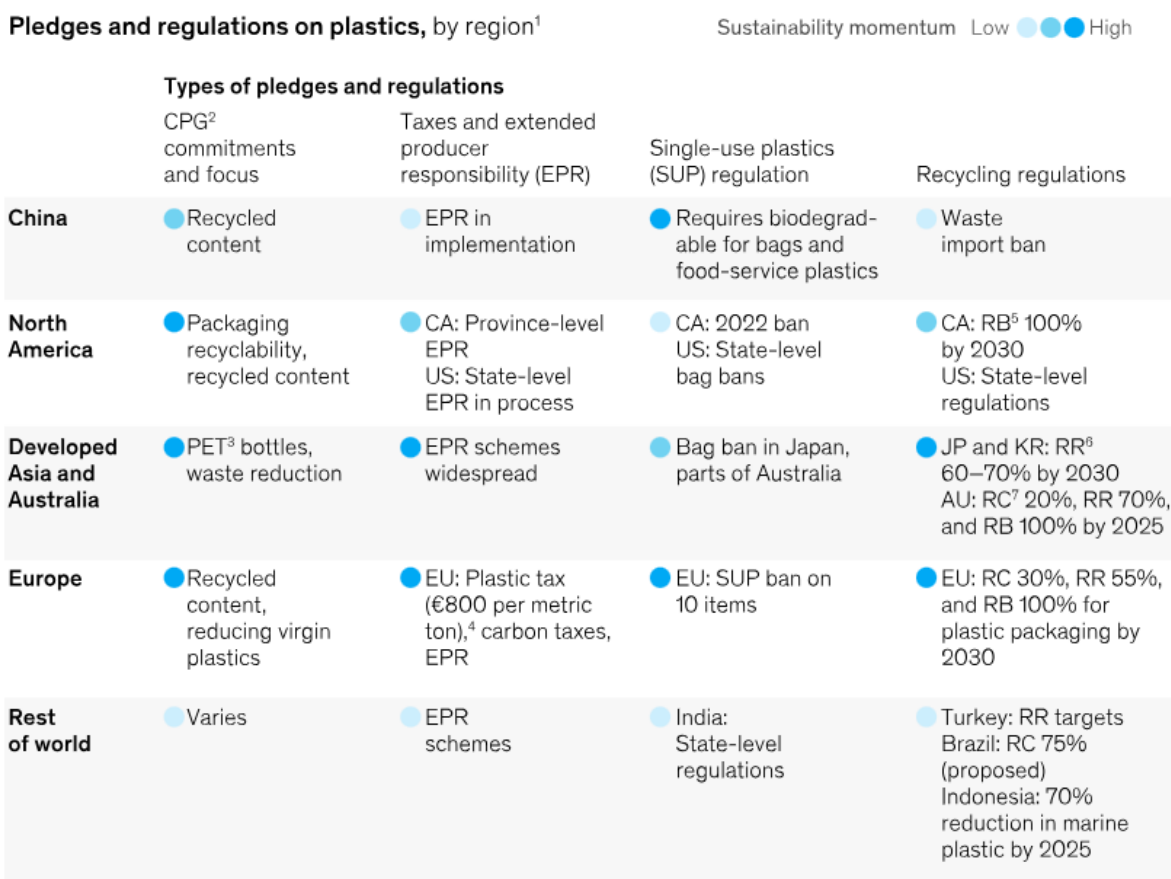 Pledges and regulations on plastics, by region¹
Sustainability momentum Low High
Types of pledges and regulations
CPG²
commitments
and focus
Taxes and extended
producer
responsibility (EPR)
Single-use plastics
(SUP) regulation
Recycling regulations
China
Recycled
content
EPR in
implementation
Requires biodegrad-
able for bags and
food-service plastics
Waste
import ban
North
America
Packaging
recyclability,
recycled content
CA: Province-level
EPR
US: State-level
EPR in process
CA: 2022 ban
US: State-level
bag bans
CA: RB⁵ 100%
by 2030
US: State-level
regulations
Developed
Asia and
Australia
PET³ bottles,
waste reduction
EPR schemes
widespread
Bag ban in Japan,
parts of Australia
JP and KR: RR⁶
60–70% by 2030
AU: RC⁷ 20%, RR 70%,
and RB 100% by 2025
Europe
Recycled
content,
reducing virgin
plastics
EU: Plastic tax
(€800 per metric
ton),⁴ carbon taxes,
EPR
EU: SUP ban on
10 items
EU: RC 30%, RR 55%,
and RB 100% for
plastic packaging by
2030
Rest
of world
Varies
EPR
schemes
India:
State-level
regulations
Turkey: RR targets
Brazil: RC 75%
(proposed)
Indonesia: 70%
reduction in marine
plastic by 2025